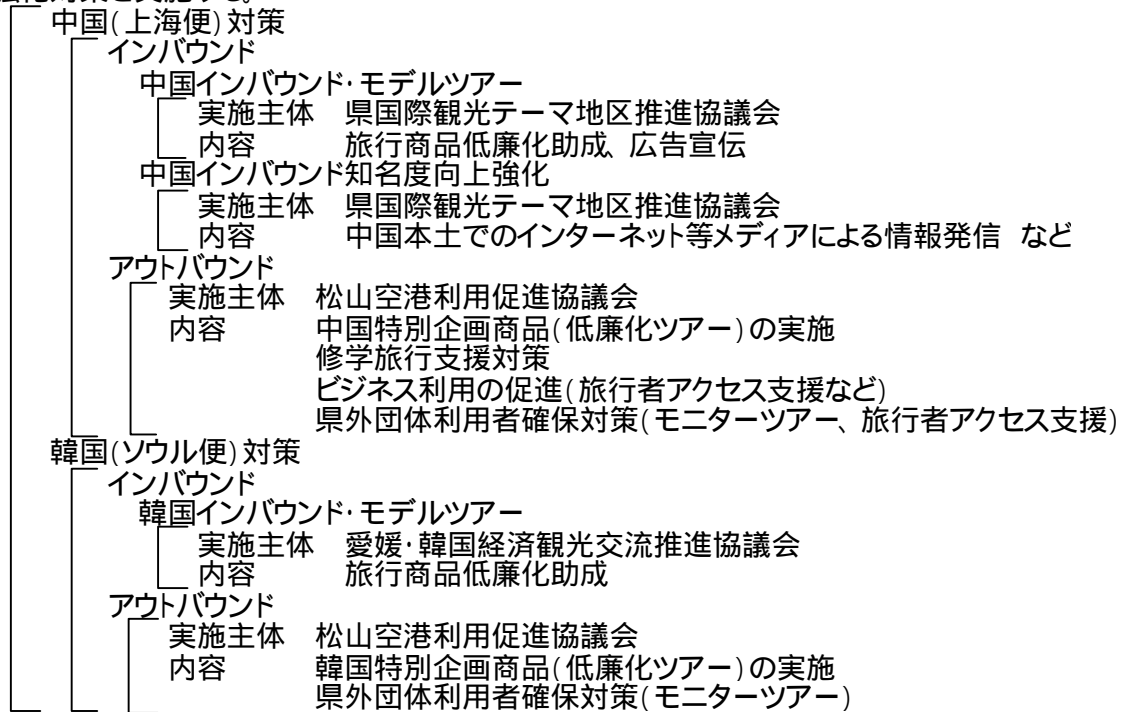 中国(上海便)対策
インバウンド
中国インバウンド・モデルツアー
実施主体 県国際観光テーマ地区推進協議会
内容 旅行商品低廉化助成、広告宣伝
中国インバウンド知名度向上強化
実施主体 県国際観光テーマ地区推進協議会
内容 中国本土でのインターネット等メディアによる情報発信 など
アウトバウンド
実施主体 松山空港利用促進協議会
内容 中国特別企画商品(低廉化ツアー)の実施
修学旅行支援対策
ビジネス利用の促進(旅行者アクセス支援など)
県外団体利用者確保対策(モニターツアー、旅行者アクセス支援)
韓国(ソウル便)対策
インバウンド
韓国インバウンド・モデルツアー
実施主体 愛媛・韓国経済観光交流推進協議会
内容 旅行商品低廉化助成
アウトバウンド
実施主体 松山空港利用促進協議会
内容 韓国特別企画商品(低廉化ツアー)の実施
県外団体利用者確保対策(モニターツアー)